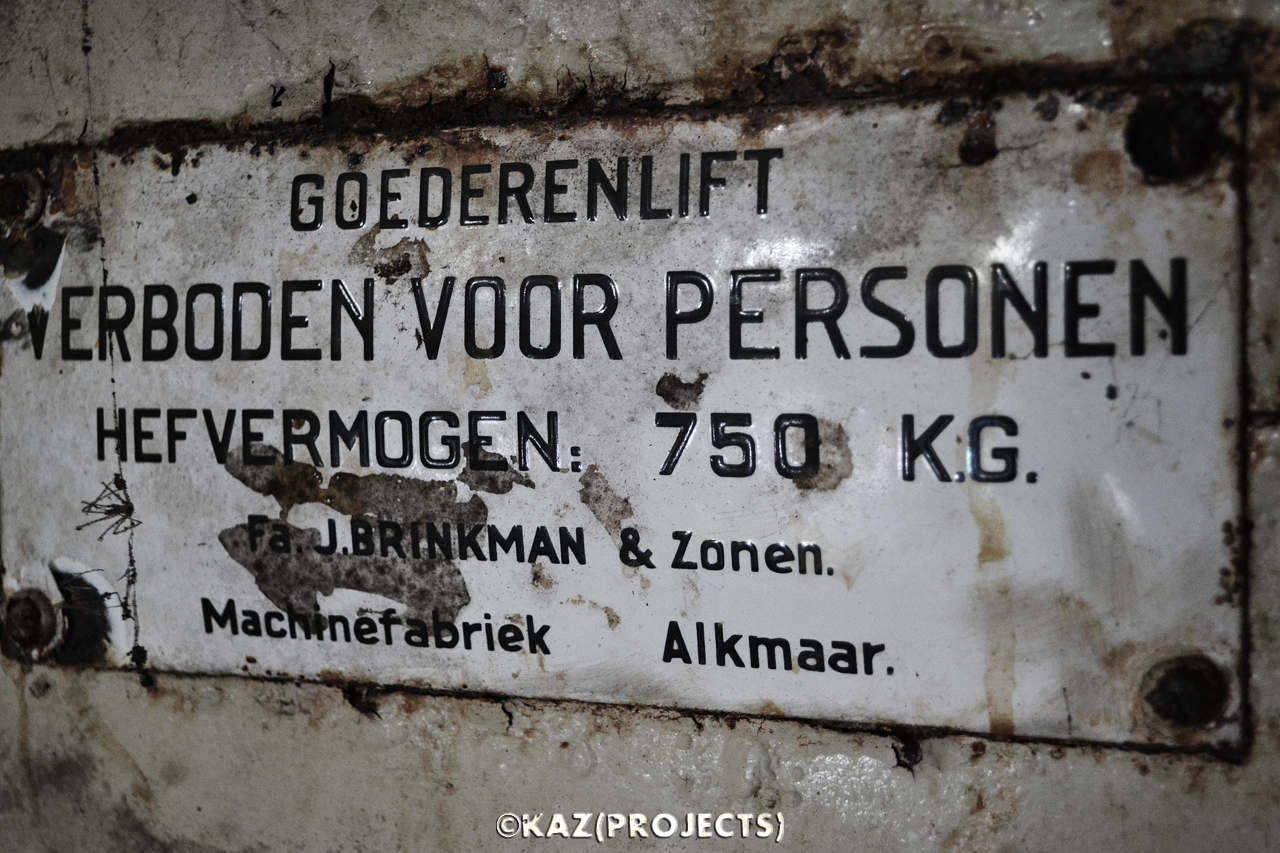 GOEDERENLIFT
VERBODEN VOOR PERSONEN
HEFVERMOGEN: 750 K.G.
Fa. J. BRINKMAN & Zonen.
Machinefabriek Alkmaar.
©KAZ(PROJECTS)